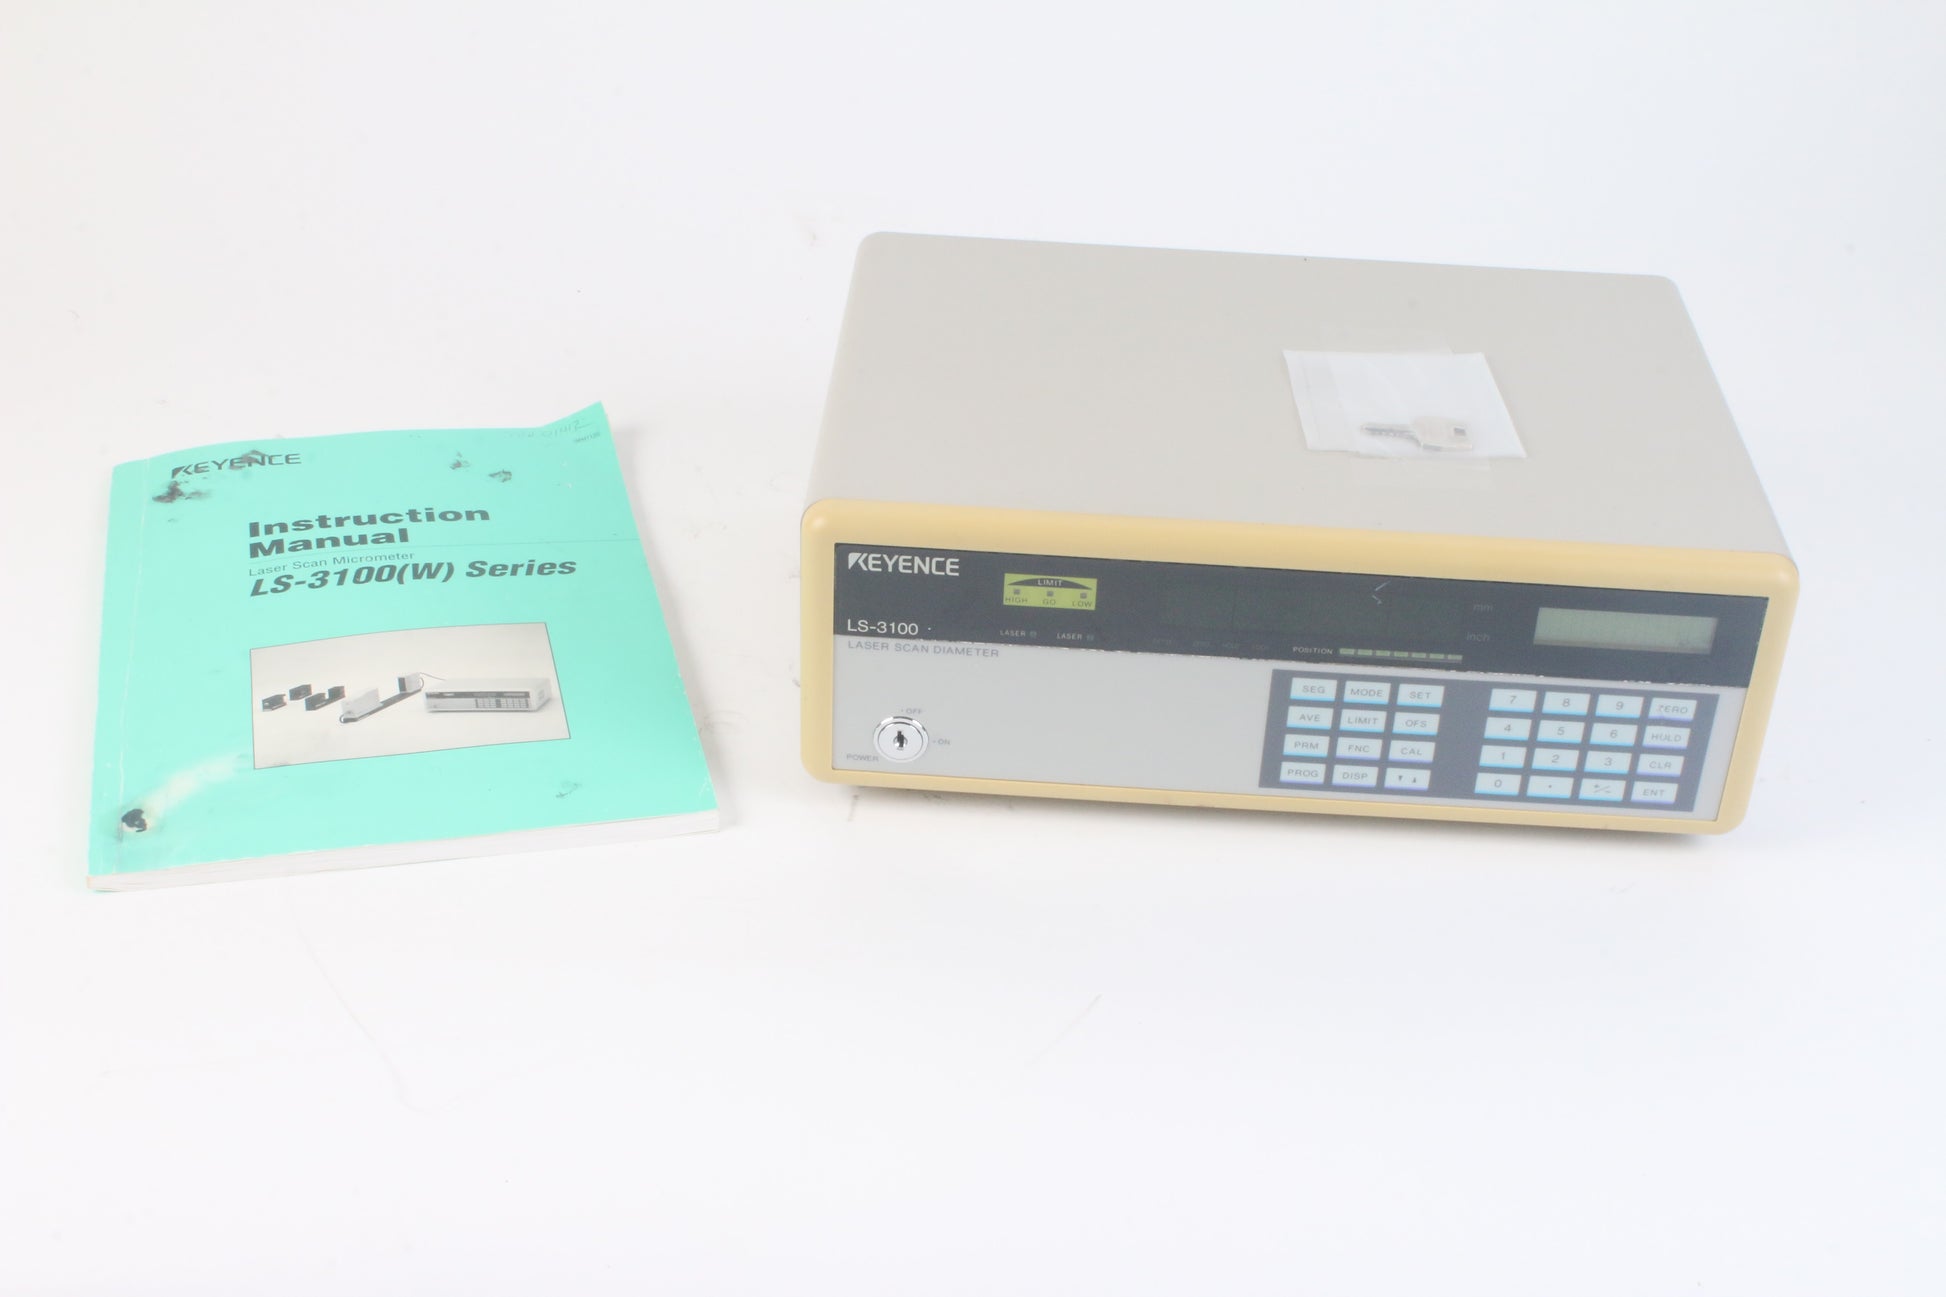 KEYENCE
Instruction
Manual
Laser Scan Micrometer
LS-3100(W) Series
KEYENCE
LS-3100
LASER SCAN DIAMETER
LIMIT
HIGH GO LOW
LASER LASER
POSITION
mm
inch
OFF
ON
POWER
SEG MODE SET
AVE LIMIT OFS
PRM FNC CAL
PROG DISP ▼ ▲
7 8 9 ZERO
4 5 6 HOLD
1 2 3 CLR
0 . +/- ENT